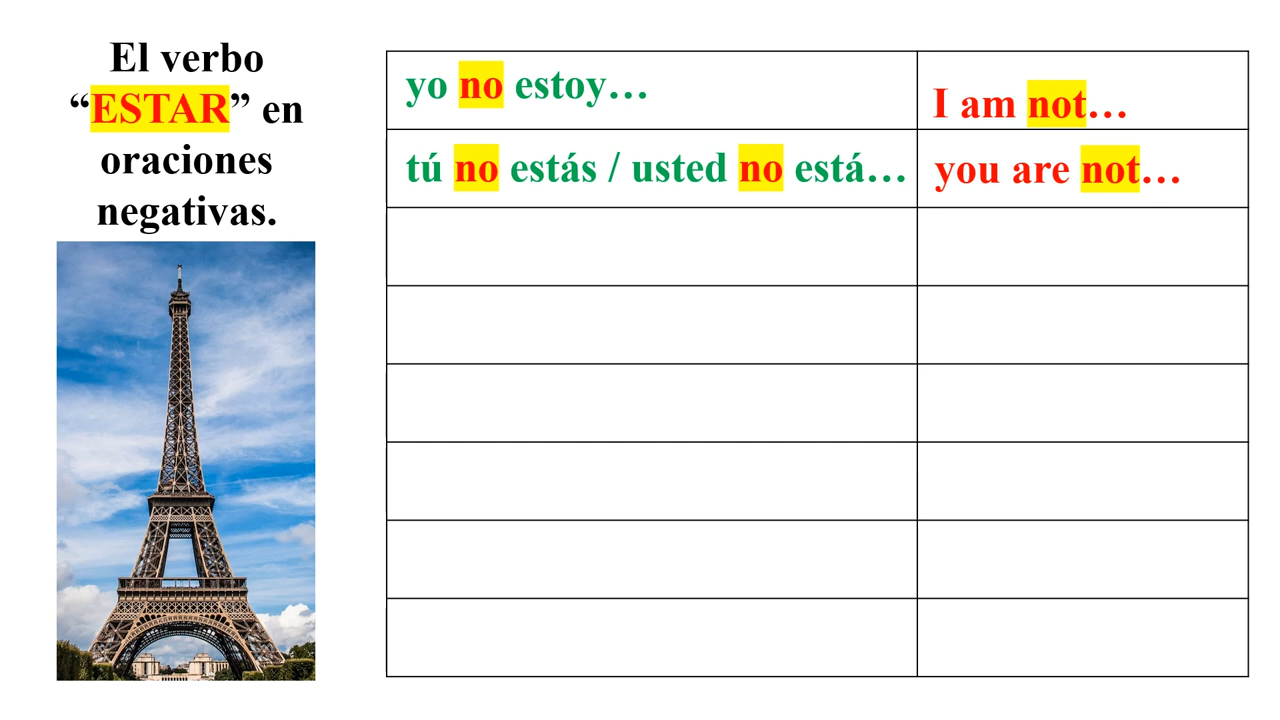 El verbo
“ESTAR” en
oraciones
negativas.
yo no estoy…
I am not…
tú no estás / usted no está…
you are not…